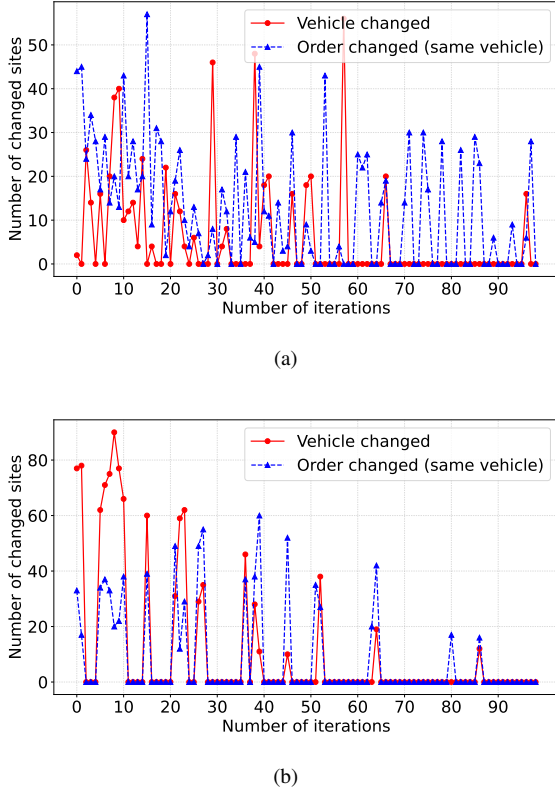 Vehicle changed
Order changed (same vehicle)
Number of changed sites
50
40
30
20
10
0
0 10 20 30 40 50 60 70 80 90
Number of iterations
(a)
Vehicle changed
Order changed (same vehicle)
Number of changed sites
80
60
40
20
0
0 10 20 30 40 50 60 70 80 90
Number of iterations
(b)